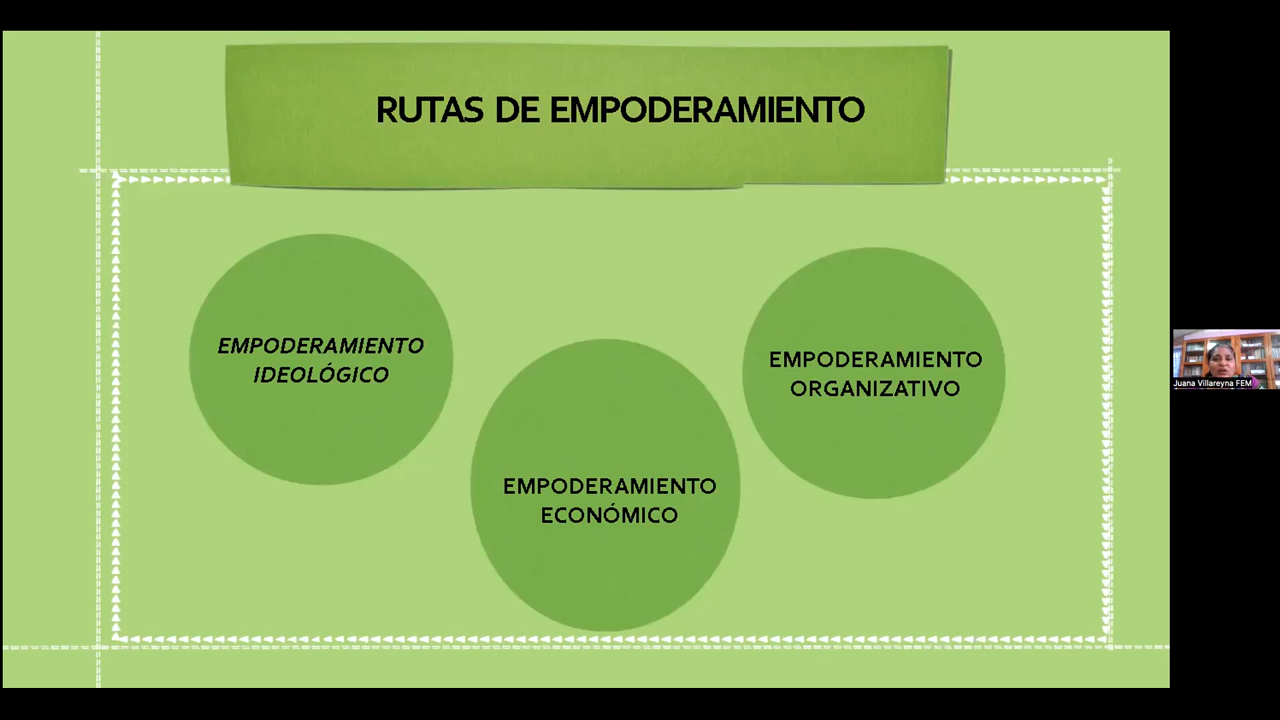 RUTAS DE EMPODERAMIENTO
EMPODERAMIENTO
IDEOLÓGICO
EMPODERAMIENTO
ECONÓMICO
EMPODERAMIENTO
ORGANIZATIVO
Juana Villareyna FEM